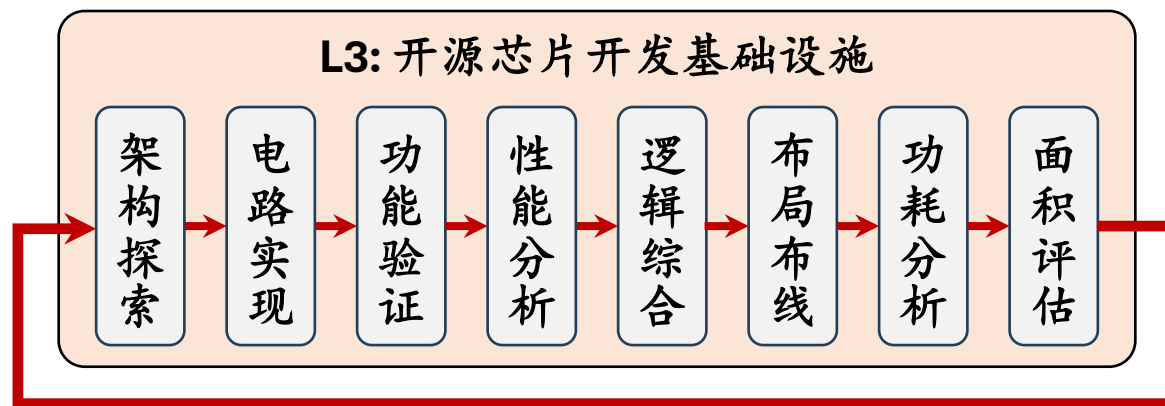 L3: 开源芯片开发基础设施
架构探索
电路实现
功能验证
性能分析
逻辑综合
布局布线
功耗分析
面积评估